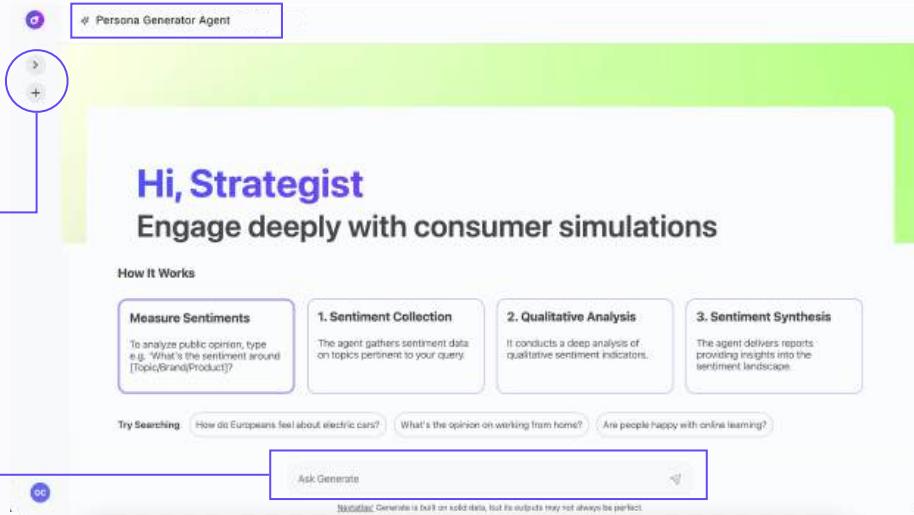 Persona Generator Agent
Hi, Strategist
Engage deeply with consumer simulations
How It Works
Measure Sentiments
To analyze public opinion, type
e.g. 'What's the sentiment around
[Topic/Brand/Product]?
1. Sentiment Collection
The agent gathers sentiment data
on topics pertinent to your query.
2. Qualitative Analysis
It conducts a deep analysis of
qualitative sentiment indicators.
3. Sentiment Synthesis
The agent delivers reports
providing insights into the
sentiment landscape.
Try Searching
How do Europeans feel about electric cars?
What's the opinion on working from home?
Are people happy with online learning?
Ask Generate
OC
Nextatlas' Generate is built on solid data, but its outputs may not always be perfect.